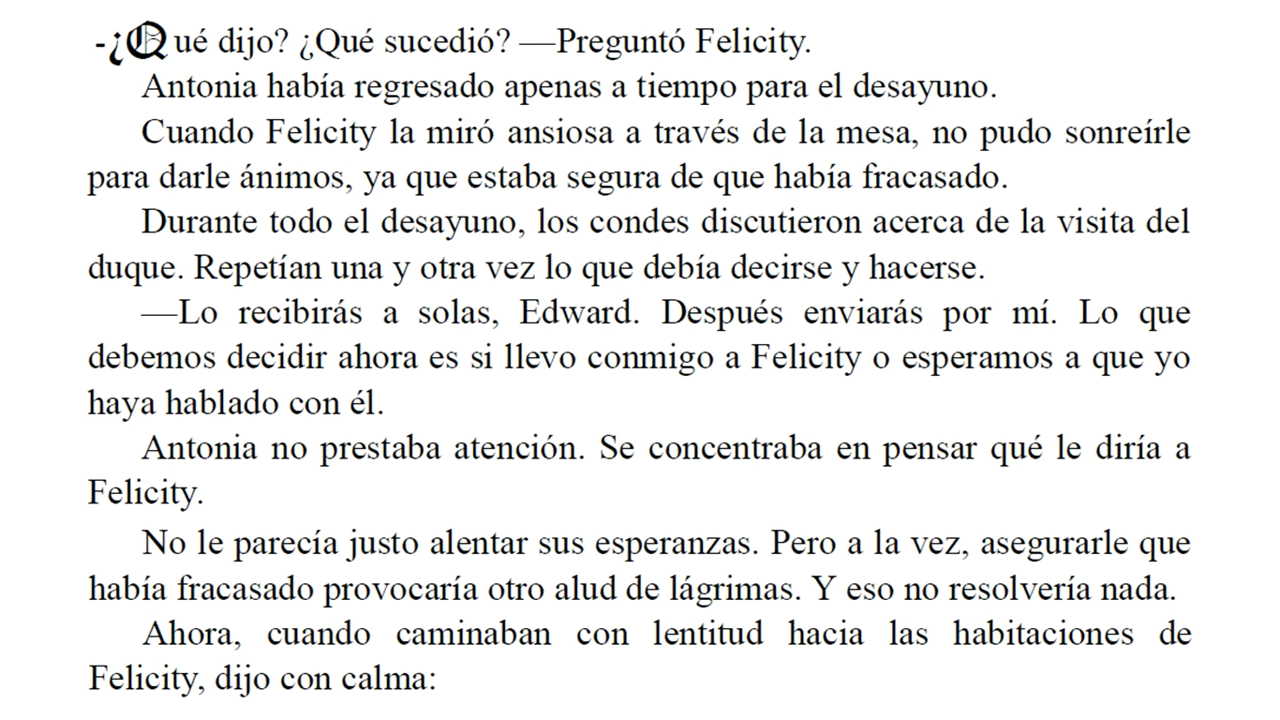 -¿Qué dijo? ¿Qué sucedió? —Preguntó Felicity.
Antonia había regresado apenas a tiempo para el desayuno.
Cuando Felicity la miró ansiosa a través de la mesa, no pudo sonreírle
para darle ánimos, ya que estaba segura de que había fracasado.
Durante todo el desayuno, los condes discutieron acerca de la visita del
duque. Repetían una y otra vez lo que debía decirse y hacerse.
—Lo recibirás a solas, Edward. Después enviarás por mí. Lo que
debemos decidir ahora es si llevo conmigo a Felicity o esperamos a que yo
haya hablado con él.
Antonia no prestaba atención. Se concentraba en pensar qué le diría a
Felicity.
No le parecía justo alentar sus esperanzas. Pero a la vez, asegurarle que
había fracasado provocaría otro alud de lágrimas. Y eso no resolvería nada.
Ahora, cuando caminaban con lentitud hacia las habitaciones de
Felicity, dijo con calma: